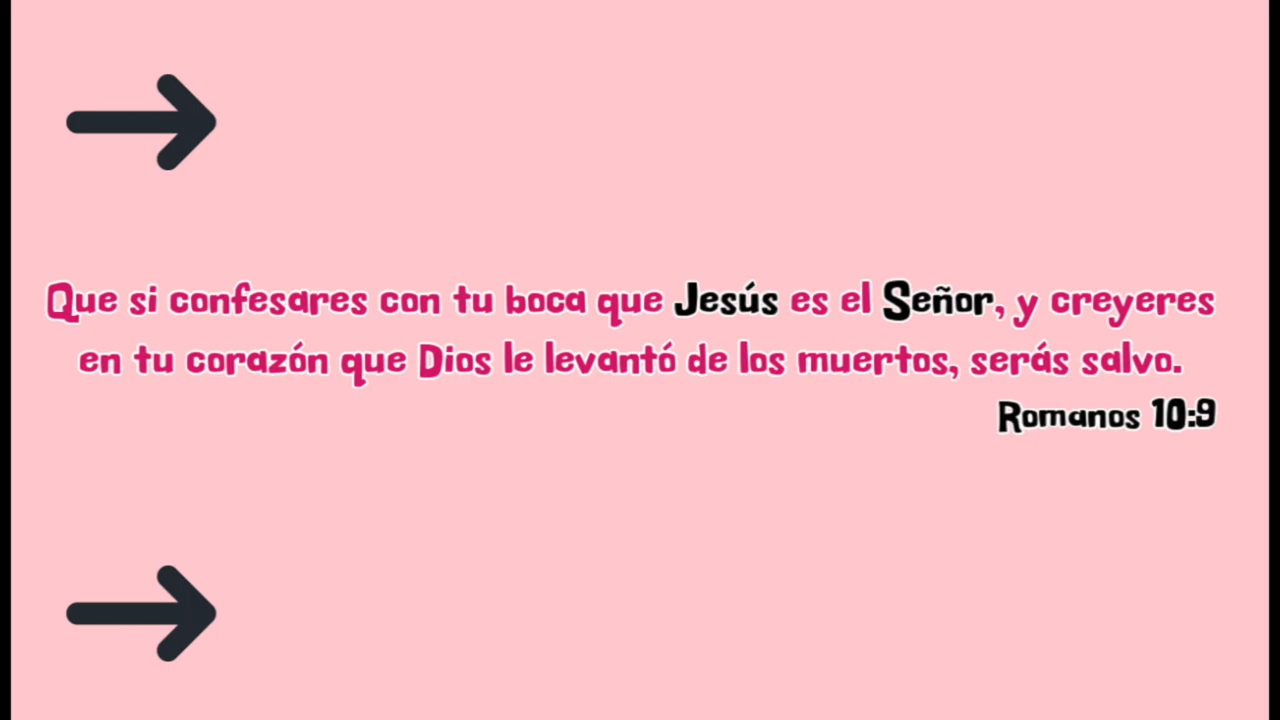 Que si confesares con tu boca que Jesús es el Señor, y creyeres
en tu corazón que Dios le levantó de los muertos, serás salvo.
Romanos 10:9